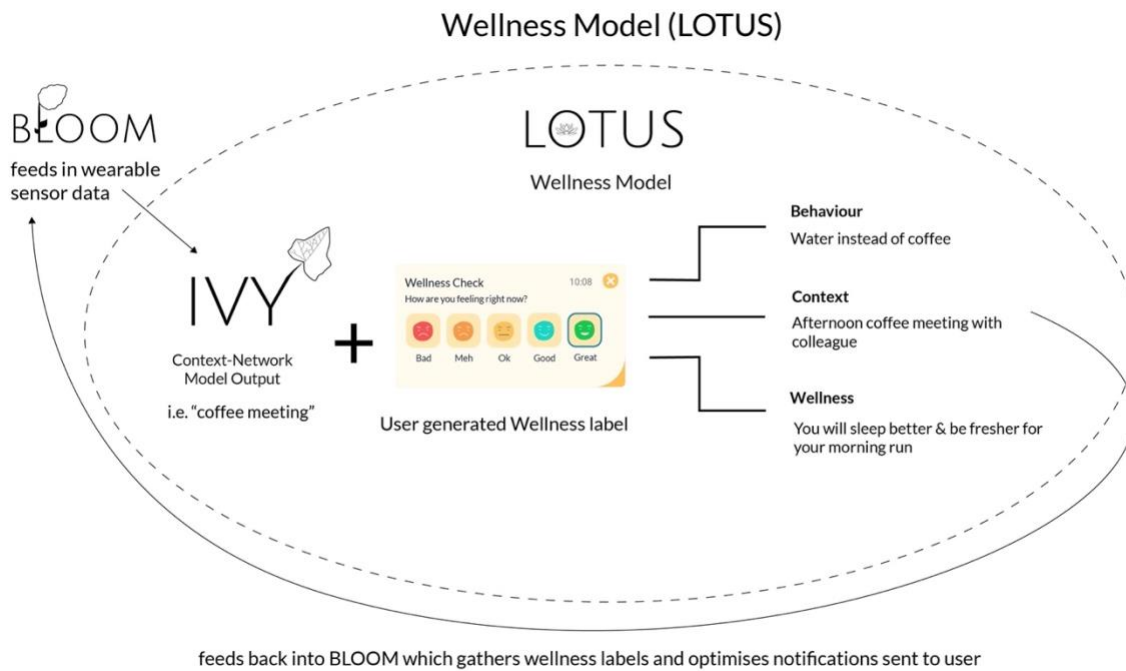 Wellness Model (LOTUS)
BLOOM
feeds in wearable
sensor data
LOTUS
Wellness Model
IVY
Context-Network
Model Output
i.e. “coffee meeting”
+
Wellness Check
10:08
How are you feeling right now?
Bad
Meh
Ok
Good
Great
User generated Wellness label
Behaviour
Water instead of coffee
Context
Afternoon coffee meeting with
colleague
Wellness
You will sleep better & be fresher for
your morning run
feeds back into BLOOM which gathers wellness labels and optimises notifications sent to user